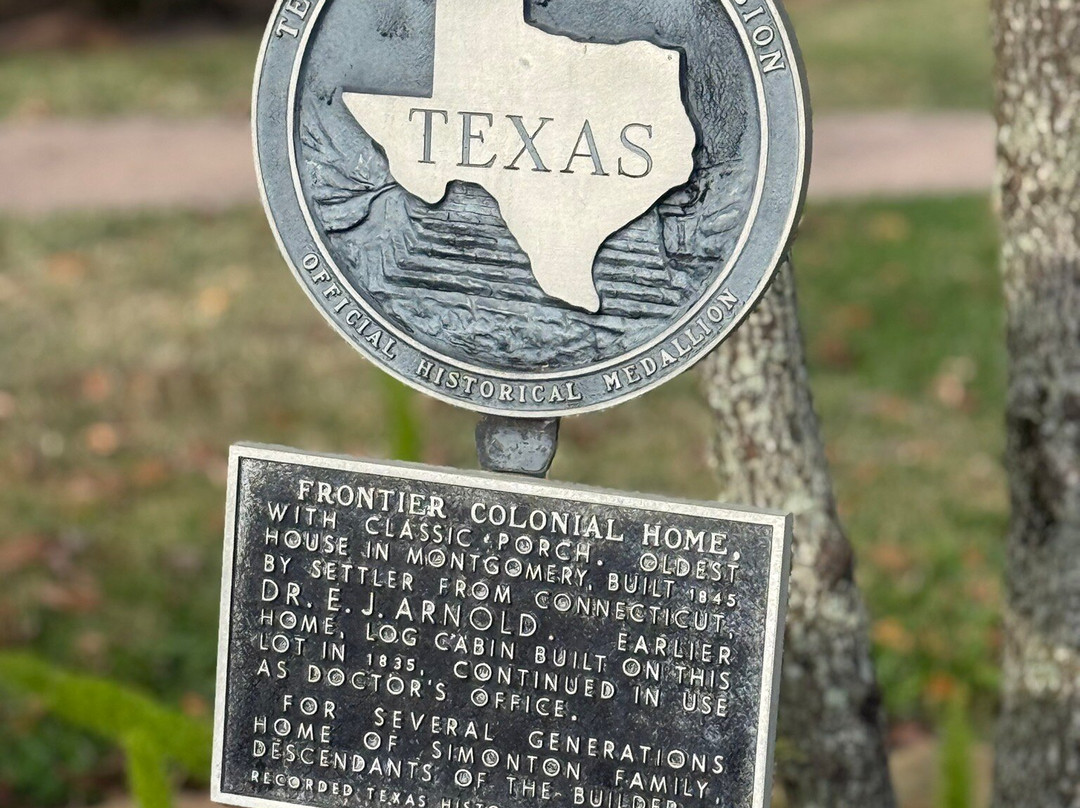 TEXAS
OFFICIAL HISTORICAL MEDALLION
FRONTIER COLONIAL HOME,
WITH CLASSIC PORCH. OLDEST
HOUSE IN MONTGOMERY, BUILT 1845
BY SETTLER FROM CONNECTICUT,
DR. E. J. ARNOLD. EARLIER
HOME, LOG CABIN BUILT ON THIS
LOT IN 1835, CONTINUED IN USE
AS DOCTOR'S OFFICE.
FOR SEVERAL GENERATIONS
HOME OF SIMONTON FAMILY,
DESCENDANTS OF THE BUILDER.
RECORDED TEXAS